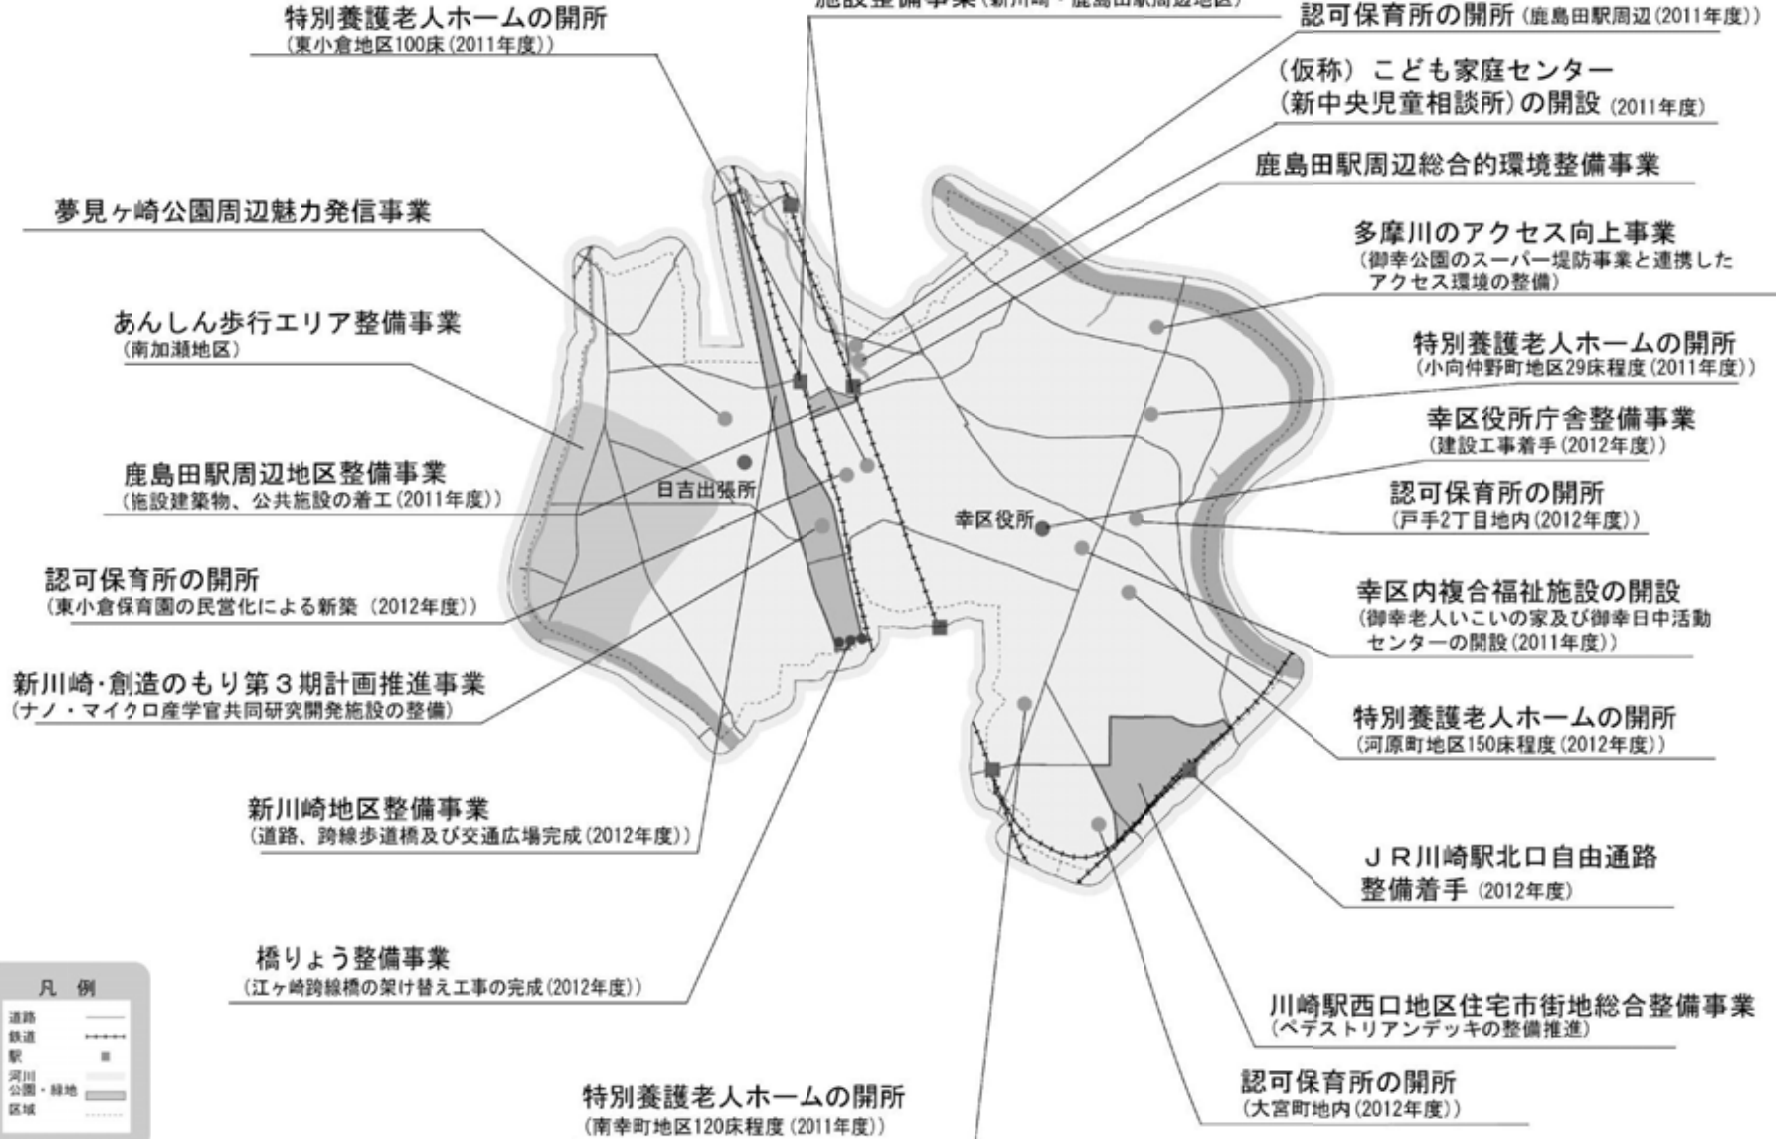 特別養護老人ホームの開所
(東小倉地区100床(2011年度))
施設整備事業(新川崎・鹿島田駅周辺地区)
認可保育所の開所(鹿島田駅周辺(2011年度))
(仮称)こども家庭センター
(新中央児童相談所)の開設(2011年度)
鹿島田駅周辺総合的環境整備事業
夢見ヶ崎公園周辺魅力発信事業
多摩川のアクセス向上事業
(御幸公園のスーパー堤防事業と連携した
アクセス環境の整備)
あんしん歩行エリア整備事業
(南加瀬地区)
特別養護老人ホームの開所
(小向仲野町地区29床程度(2011年度))
幸区役所庁舎整備事業
(建設工事着手(2012年度))
鹿島田駅周辺地区整備事業
(施設建築物、公共施設の着工(2011年度))
日吉出張所
幸区役所
認可保育所の開所
(戸手2丁目地内(2012年度))
認可保育所の開所
(東小倉保育園の民営化による新築(2012年度))
幸区内複合福祉施設の開設
(御幸老人いこいの家及び御幸日中活動
センターの開設(2011年度))
新川崎・創造のもり第3期計画推進事業
(ナノ・マイクロ産学官共同研究開発施設の整備)
特別養護老人ホームの開所
(河原町地区150床程度(2012年度))
新川崎地区整備事業
(道路、跨線歩道橋及び交通広場完成(2012年度))
JR川崎駅北口自由通路
整備着手(2012年度)
橋りょう整備事業
(江ヶ崎跨線橋の架け替え工事の完成(2012年度))
川崎駅西口地区住宅市街地総合整備事業
(ペデストリアンデッキの整備推進)
認可保育所の開所
(大宮町地内(2012年度))
特別養護老人ホームの開所
(南幸町地区120床程度(2011年度))
凡 例
道路
鉄道
駅
河川
公園・緑地
区域